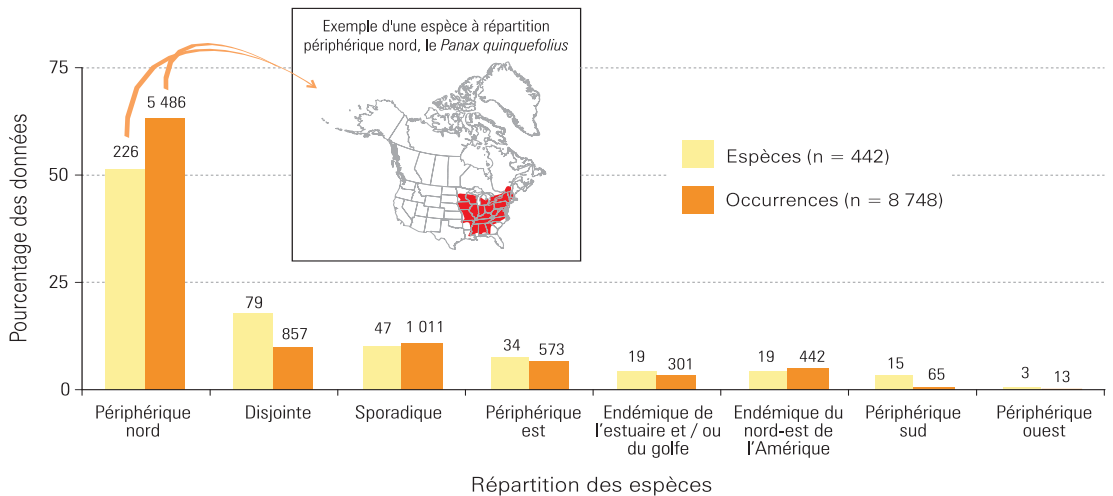 Exemple d'une espèce à répartition
périphérique nord, le Panax quinquefolius
Pourcentage des données
75
50
25
0
226
5 486
79
857
47
1 011
34
573
19
301
19
442
15
65
3
13
Espèces (n = 442)
Occurrences (n = 8 748)
Périphérique
nord
Disjointe
Sporadique
Périphérique
est
Endémique de
l'estuaire et / ou
du golfe
Endémique du
nord-est de
l'Amérique
Périphérique
sud
Périphérique
ouest
Répartition des espèces